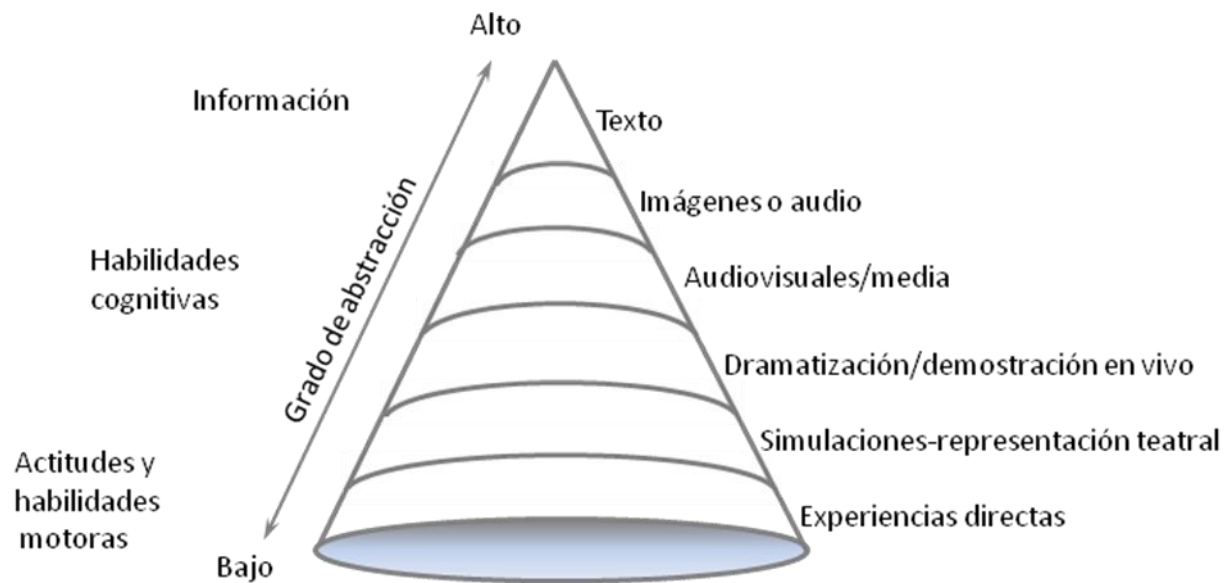 Alto
Información
Texto
Imágenes o audio
Grado de abstracción
Habilidades
cognitivas
Audiovisuales/media
Dramatización/demostración en vivo
Simulaciones-representación teatral
Actitudes y
habilidades
motoras
Experiencias directas
Bajo